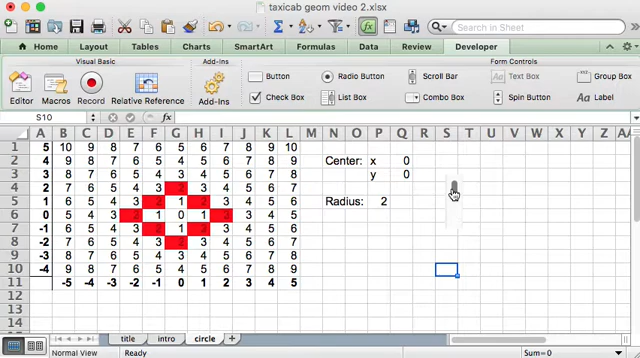 taxicab geom video 2.xlsx
Search in Sheet
Home Layout Tables Charts SmartArt Formulas Data Review Developer
Visual Basic Add-Ins Form Controls
Editor Macros Record Relative Reference Add-Ins
Button Radio Button Scroll Bar Text Box Group Box
Check Box List Box Combo Box Spin Button Aa Label
S10 fx
A B C D E F G H I J K L M N O P Q R S T U V W X Y
1 5 10 9 8 7 6 5 6 7 8 9 10
2 4 9 8 7 6 5 4 5 6 7 8 9 Center: x 0
3 3 8 7 6 5 4 3 4 5 6 7 8 y 0
4 2 7 6 5 4 3 2 3 4 5 6 7
5 1 6 5 4 3 2 1 2 3 4 5 6 Radius: 2
6 0 5 4 3 2 1 0 1 2 3 4 5
7 -1 6 5 4 3 2 1 2 3 4 5 6
8 -2 7 6 5 4 3 2 3 4 5 6 7
9 -3 8 7 6 5 4 3 4 5 6 7 8
10 -4 9 8 7 6 5 4 5 6 7 8 9
11 -5 -4 -3 -2 -1 0 1 2 3 4 5
12
13
14
title intro circle
Normal View Ready Sum=0